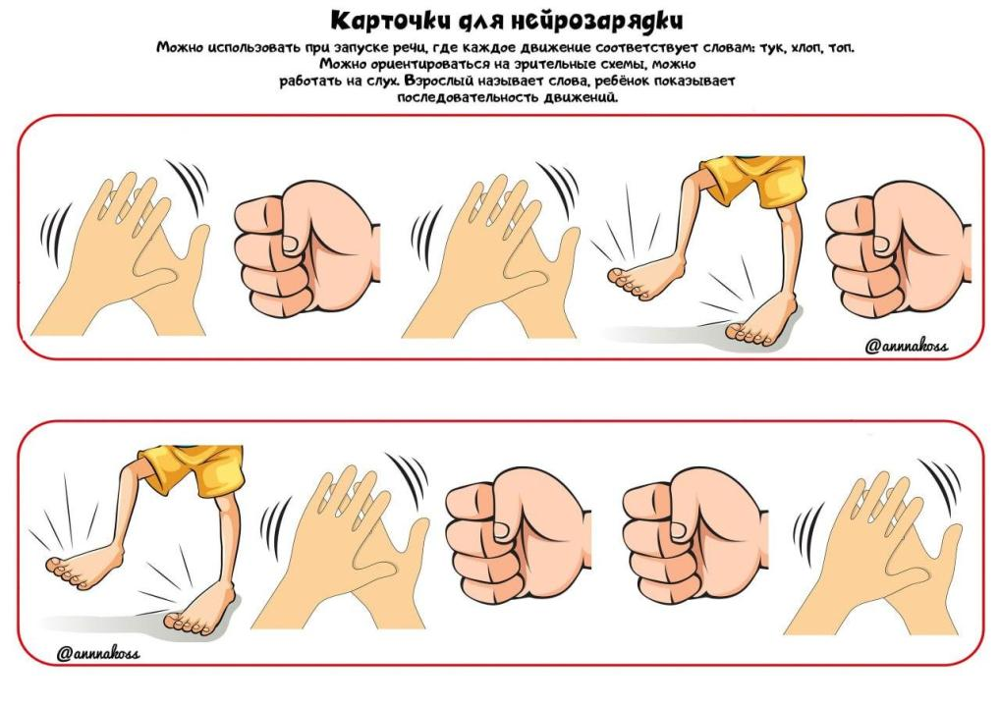 Карточки для нейрозарядки
Можно использовать при запуске речи, где каждое движение соответствует словам: тук, хлоп, топ.
Можно ориентироваться на зрительные схемы, можно
работать на слух. Взрослый называет слова, ребёнок показывает
последовательность движений.
@annnakoss
@annnakoss